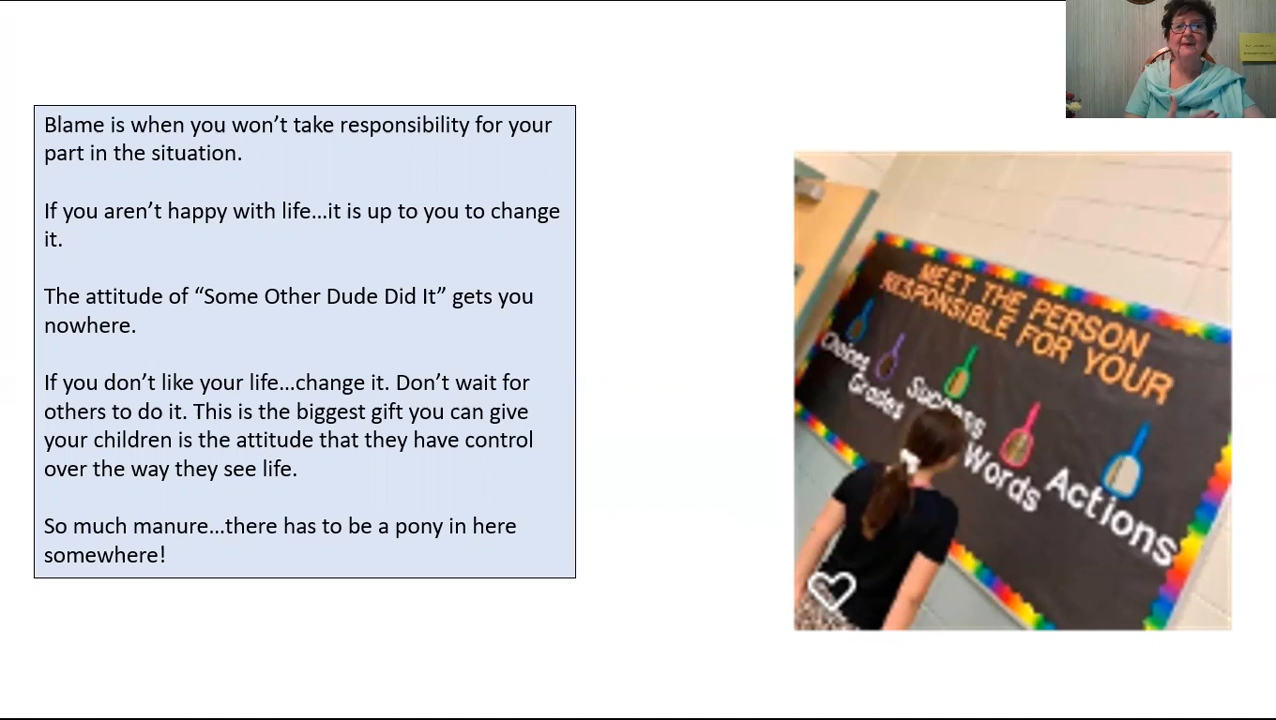 Blame is when you won’t take responsibility for your
part in the situation.
If you aren’t happy with life…it is up to you to change
it.
The attitude of “Some Other Dude Did It” gets you
nowhere.
If you don’t like your life…change it. Don’t wait for
others to do it. This is the biggest gift you can give
your children is the attitude that they have control
over the way they see life.
So much manure…there has to be a pony in here
somewhere!
MEET THE PERSON
RESPONSIBLE FOR YOUR
Choices
Grades
Success
Words
Actions